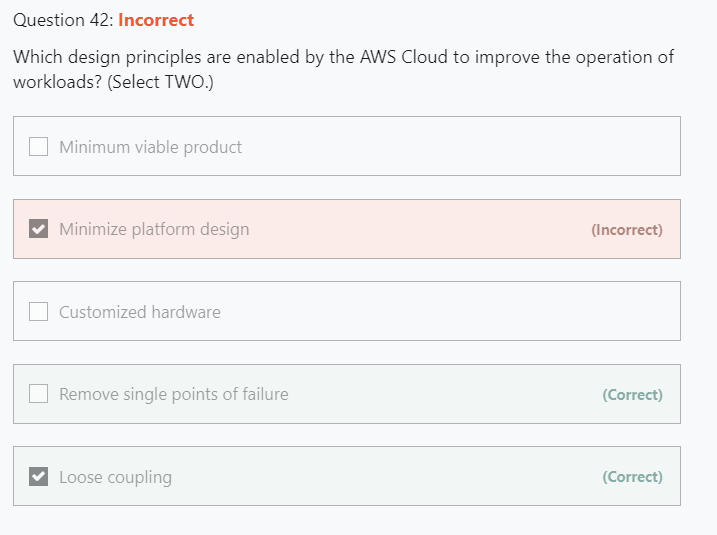 Question 42: Incorrect
Which design principles are enabled by the AWS Cloud to improve the operation of
workloads? (Select TWO.)
Minimum viable product
Minimize platform design (Incorrect)
Customized hardware
Remove single points of failure (Correct)
Loose coupling (Correct)